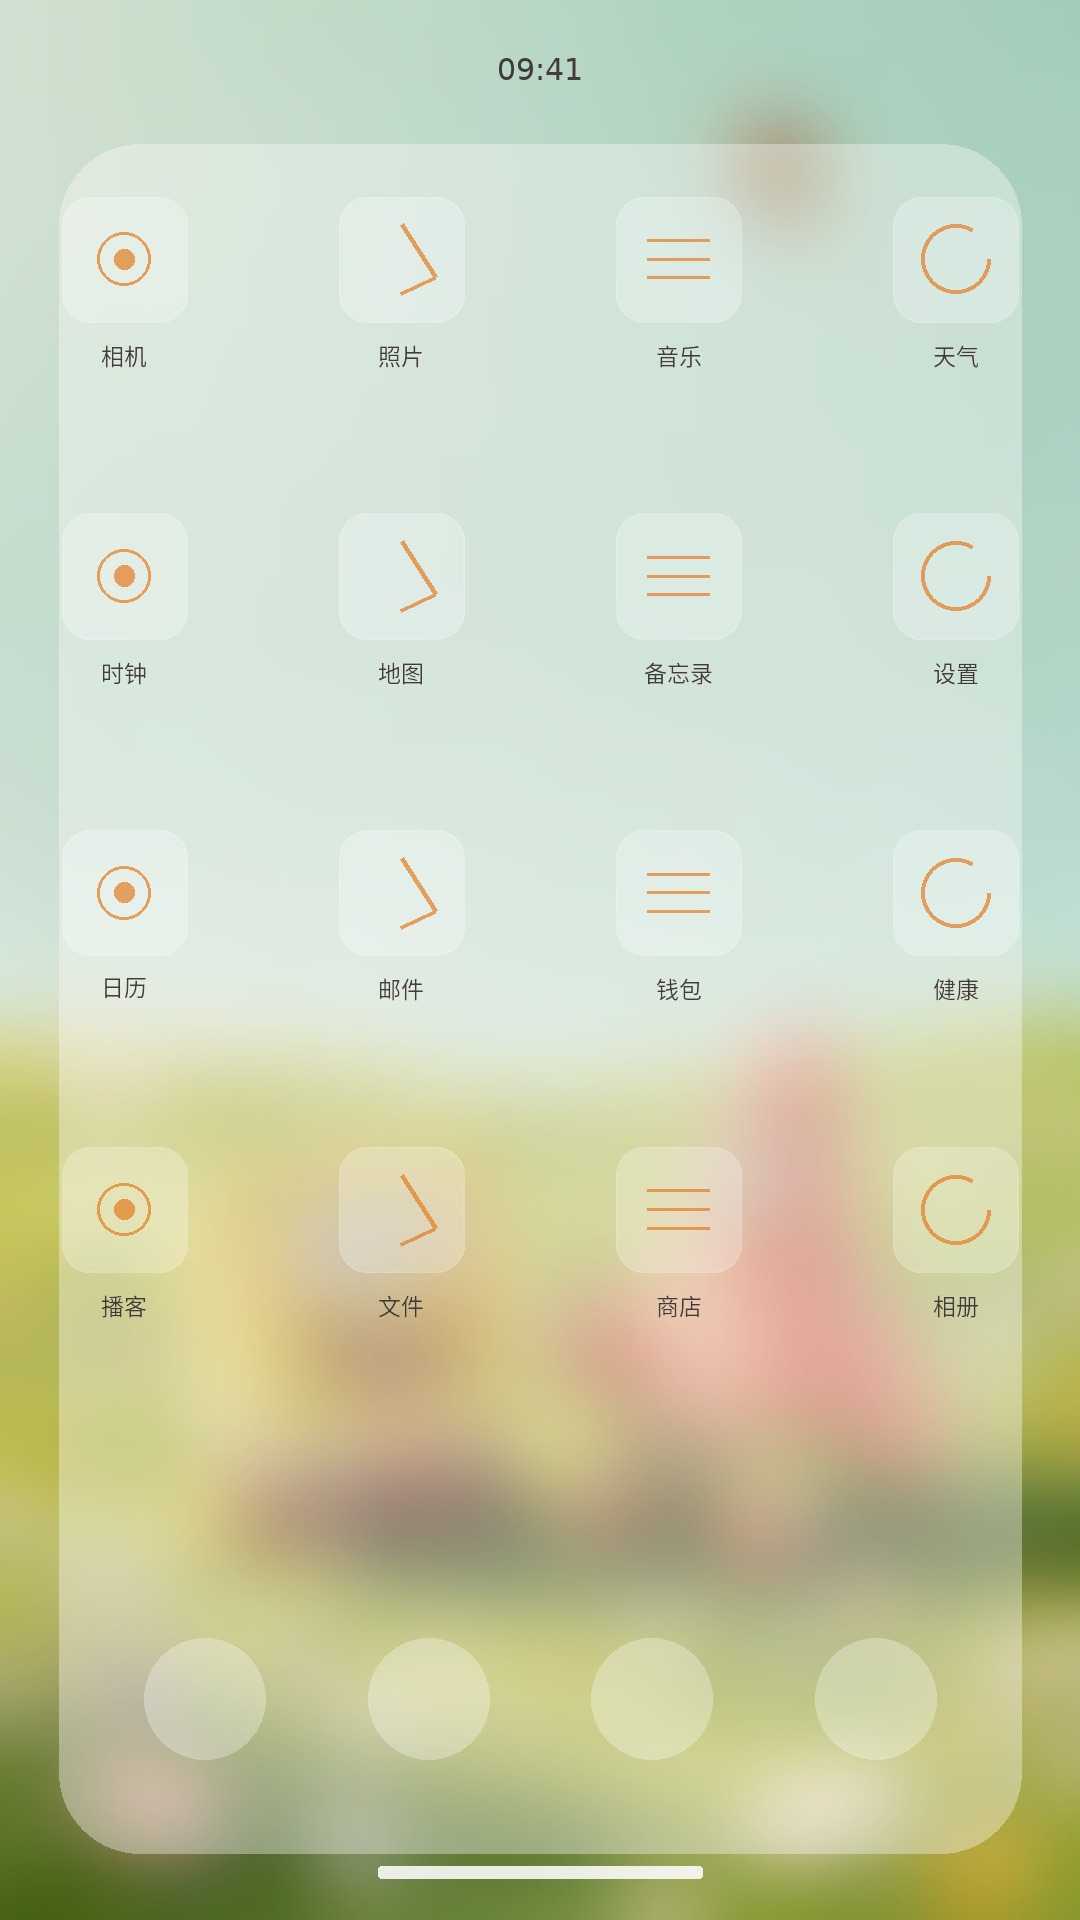 09:41
相机 照片 音乐 天气
时钟 地图 备忘录 设置
日历 邮件 钱包 健康
播客 文件 商店 相册